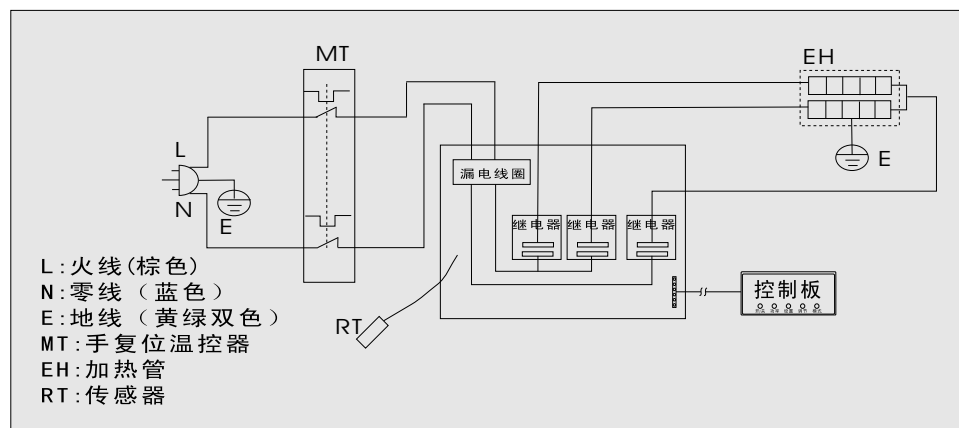 MT
EH
L
N
E
E
漏电线圈
继电器 继电器 继电器
RT
控制板
L:火线(棕色)
N:零线（蓝色）
E:地线（黄绿双色）
MT:手复位温控器
EH:加热管
RT:传感器